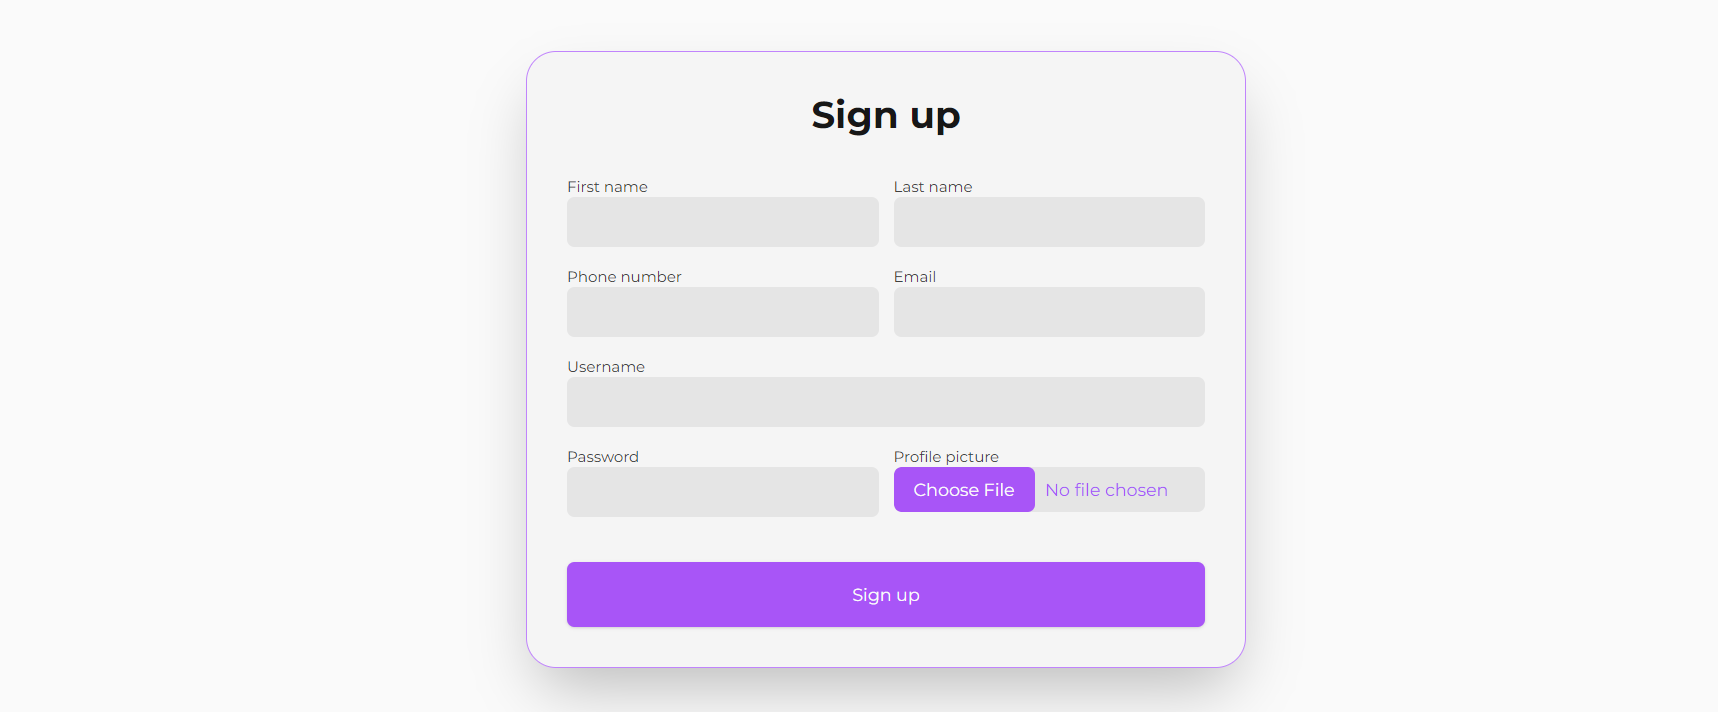 Sign up
First name
Last name
Phone number
Email
Username
Password
Profile picture
Choose File No file chosen
Sign up